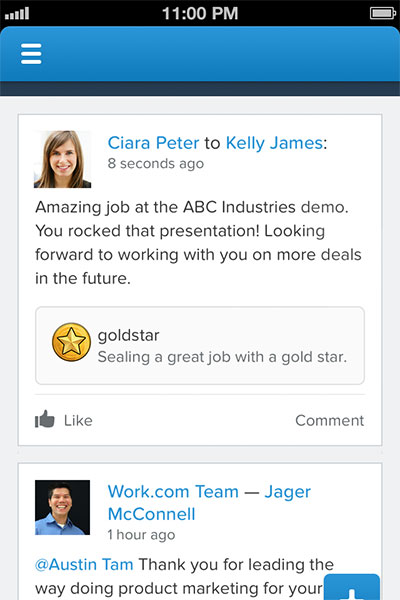 11:00 PM
Ciara Peter to Kelly James:
8 seconds ago
Amazing job at the ABC Industries demo.
You rocked that presentation! Looking
forward to working with you on more deals
in the future.
goldstar
Sealing a great job with a gold star.
Like
Comment
Work.com Team — Jager
McConnell
1 hour ago
@Austin Tam Thank you for leading the
way doing product marketing for your